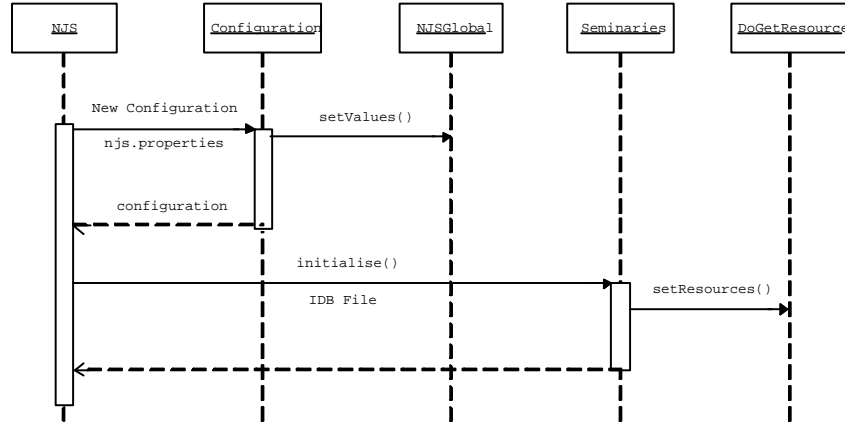 NJS
Configuration
NJSGlobal
Seminaries
DoGetResource
New Configuration
setValues()
njs.properties
configuration
initialise()
setResources()
IDB File